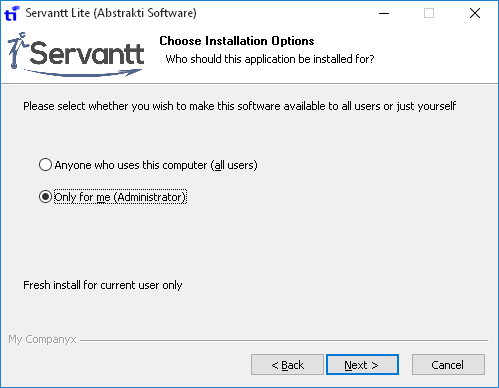 ti Servantt Lite (Abstrakti Software)
Servantt
Choose Installation Options
Who should this application be installed for?
Please select whether you wish to make this software available to all users or just yourself
Anyone who uses this computer (all users)
Only for me (Administrator)
Fresh install for current user only
My Companyx
< Back Next > Cancel